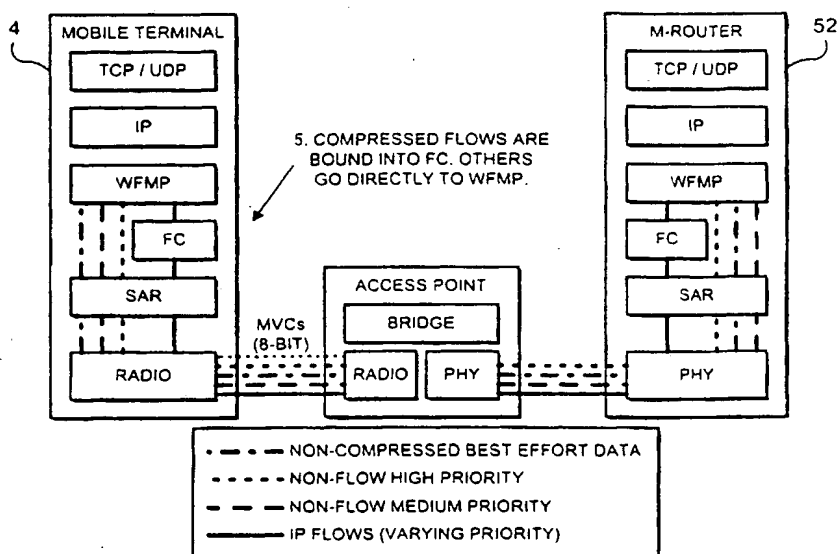 4
MOBILE TERMINAL
TCP / UDP
IP
WFMP
FC
SAR
RADIO
5. COMPRESSED FLOWS ARE
BOUND INTO FC. OTHERS
GO DIRECTLY TO WFMP.
MVCs
(8-BIT)
ACCESS POINT
BRIDGE
RADIO
PHY
52
M-ROUTER
TCP / UDP
IP
WFMP
FC
SAR
PHY
NON-COMPRESSED BEST EFFORT DATA
NON-FLOW HIGH PRIORITY
NON-FLOW MEDIUM PRIORITY
IP FLOWS (VARYING PRIORITY)